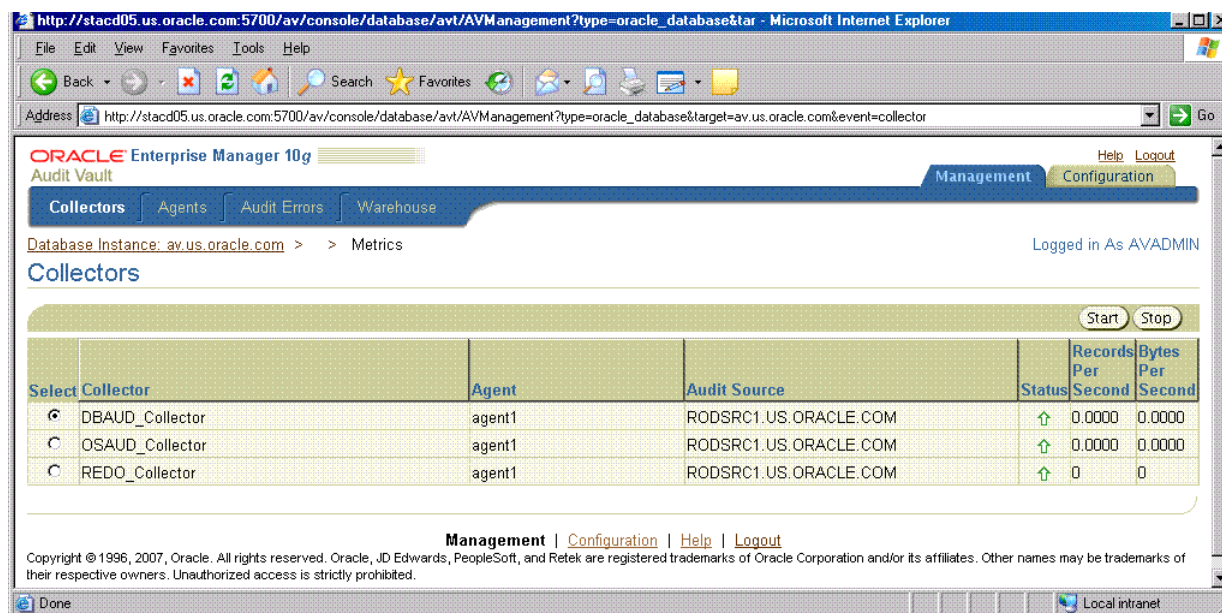 http://stacd05.us.oracle.com:5700/av/console/database/avt/AVManagement?type=oracle_database&tar - Microsoft Internet Explorer
File Edit View Favorites Tools Help
Back Search Favorites
Address http://stacd05.us.oracle.com:5700/av/console/database/avt/AVManagement?type=oracle_database&target=av.us.oracle.com&event=collector Go
ORACLE Enterprise Manager 10g
Audit Vault
Help Logout
Management Configuration
Collectors Agents Audit Errors Warehouse
Database Instance: av.us.oracle.com > > Metrics
Logged in As AVADMIN
Collectors
Start Stop
Select Collector Agent Audit Source Status Records Per Second Bytes Per Second
DBAUD_Collector agent1 RODSRC1.US.ORACLE.COM 0.0000 0.0000
OSAUD_Collector agent1 RODSRC1.US.ORACLE.COM 0.0000 0.0000
REDO_Collector agent1 RODSRC1.US.ORACLE.COM 0 0
Management | Configuration | Help | Logout
Copyright © 1996, 2007, Oracle. All rights reserved. Oracle, JD Edwards, PeopleSoft, and Retek are registered trademarks of Oracle Corporation and/or its affiliates. Other names may be trademarks of
their respective owners. Unauthorized access is strictly prohibited.
Done Local intranet